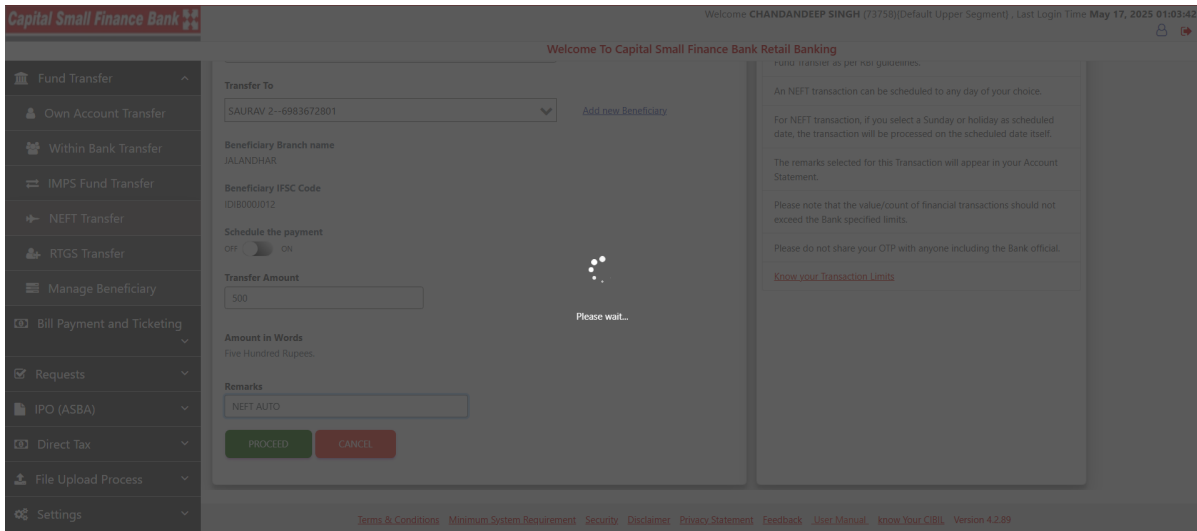 Capital Small Finance Bank
Welcome CHANDANDEEP SINGH (73758)(Default Upper Segment) , Last Login Time May 17, 2025 01:03:42
Welcome To Capital Small Finance Bank Retail Banking
Fund Transfer
Own Account Transfer
Within Bank Transfer
IMPS Fund Transfer
NEFT Transfer
RTGS Transfer
Manage Beneficiary
Bill Payment and Ticketing
Requests
IPO (ASBA)
Direct Tax
File Upload Process
Settings
Transfer To
SAURAV 2--6983672801
Add new Beneficiary
Beneficiary Branch name
JALANDHAR
Beneficiary IFSC Code
IDIB000J012
Schedule the payment
OFF ON
Transfer Amount
500
Amount in Words
Five Hundred Rupees.
Remarks
NEFT AUTO
PROCEED CANCEL
Please wait...
Fund Transfer as per RBI guidelines.
An NEFT transaction can be scheduled to any day of your choice.
For NEFT transaction, if you select a Sunday or holiday as scheduled
date, the transaction will be processed on the scheduled date itself.
The remarks selected for this Transaction will appear in your Account
Statement.
Please note that the value/count of financial transactions should not
exceed the Bank specified limits.
Please do not share your OTP with anyone including the Bank official.
Know your Transaction Limits
Terms & Conditions Minimum System Requirement Security Disclaimer Privacy Statement Feedback User Manual know Your CIBIL Version 4.2.89